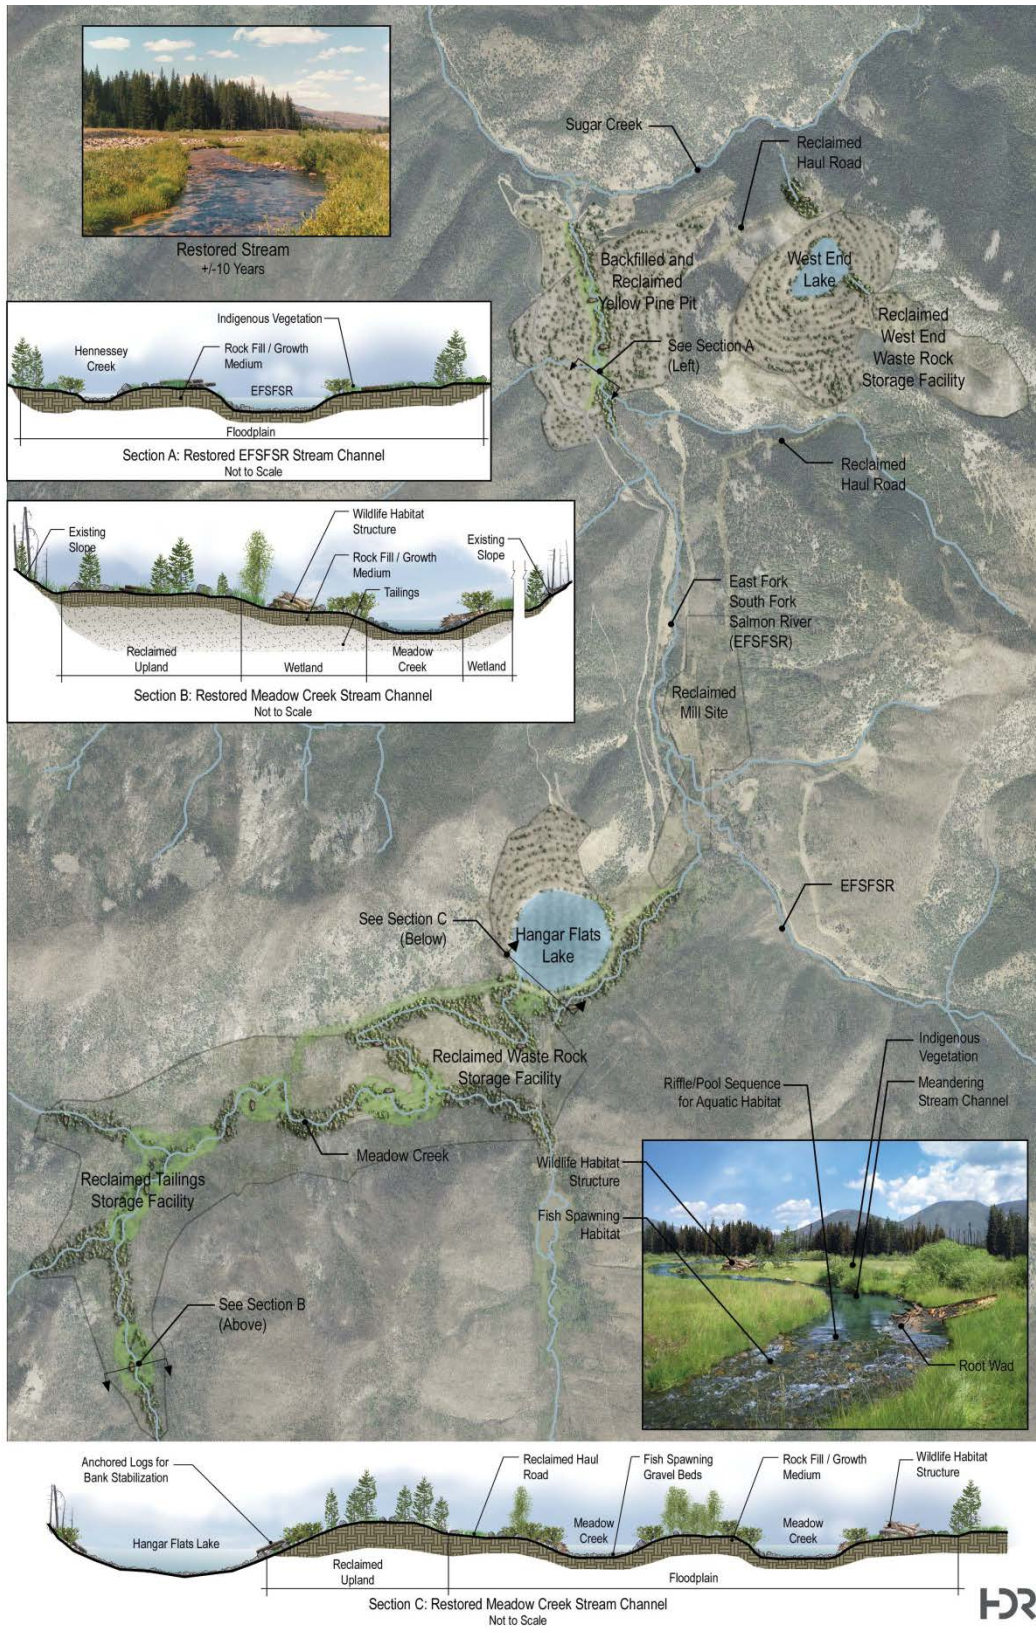 Restored Stream
+/-10 Years
Sugar Creek
Reclaimed
Haul Road
Backfilled and
Reclaimed
Yellow Pine Pit
West End
Lake
Reclaimed
West End
Waste Rock
Storage Facility
See Section A
(Left)
Indigenous Vegetation
Hennessey
Creek
Rock Fill / Growth
Medium
EFSFSR
Floodplain
Section A: Restored EFSFSR Stream Channel
Not to Scale
Reclaimed
Haul Road
Wildlife Habitat
Structure
Existing
Slope
Existing
Slope
Rock Fill / Growth
Medium
Tailings
Reclaimed
Upland
Wetland
Meadow
Creek
Wetland
Section B: Restored Meadow Creek Stream Channel
Not to Scale
East Fork
South Fork
Salmon River
(EFSFSR)
Reclaimed
Mill Site
EFSFSR
See Section C
(Below)
Hangar Flats
Lake
Reclaimed Waste Rock
Storage Facility
Meadow Creek
Reclaimed Tailings
Storage Facility
See Section B
(Above)
Indigenous
Vegetation
Riffle/Pool Sequence
for Aquatic Habitat
Meandering
Stream Channel
Wildlife Habitat
Structure
Fish Spawning
Habitat
Root Wad
Anchored Logs for
Bank Stabilization
Reclaimed Haul
Road
Fish Spawning
Gravel Beds
Rock Fill / Growth
Medium
Wildlife Habitat
Structure
Hangar Flats Lake
Meadow
Creek
Meadow
Creek
Reclaimed
Upland
Floodplain
Section C: Restored Meadow Creek Stream Channel
Not to Scale
HDR